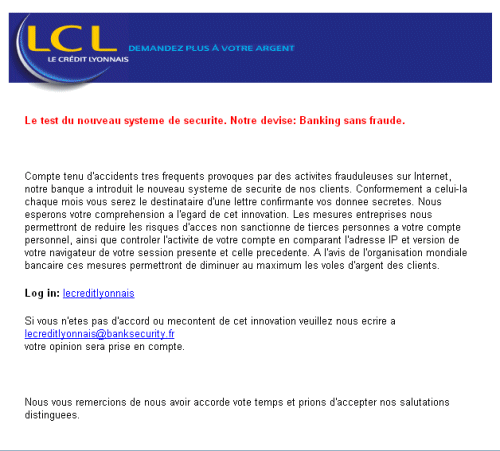 LCL
DEMANDEZ PLUS À VOTRE ARGENT
LE CRÉDIT LYONNAIS
Le test du nouveau systeme de securite. Notre devise: Banking sans fraude.
Compte tenu d'accidents tres frequents provoques par des activites frauduleuses sur Internet,
notre banque a introduit le nouveau systeme de securite de nos clients. Conformement a celui-la
chaque mois vous serez le destinataire d'une lettre confirmante vos donnee secretes. Nous
esperons votre comprehension a l'egard de cet innovation. Les mesures entreprises nous
permettront de reduire les risques d'acces non sanctionne de tierces personnes a votre compte
personnel, ainsi que controler l'activite de votre compte en comparant l'adresse IP et version de
votre navigateur de votre session presente et celle precedente. A l'avis de l'organisation mondiale
bancaire ces mesures permettront de diminuer au maximum les voles d'argent des clients.
Log in: lecreditlyonnais
Si vous n'etes pas d'accord ou mecontent de cet innovation veuillez nous ecrire a
lecreditlyonnais@banksecurity.fr
votre opinion sera prise en compte.
Nous vous remercions de nous avoir accorde vote temps et prions d'accepter nos salutations
distinguees.